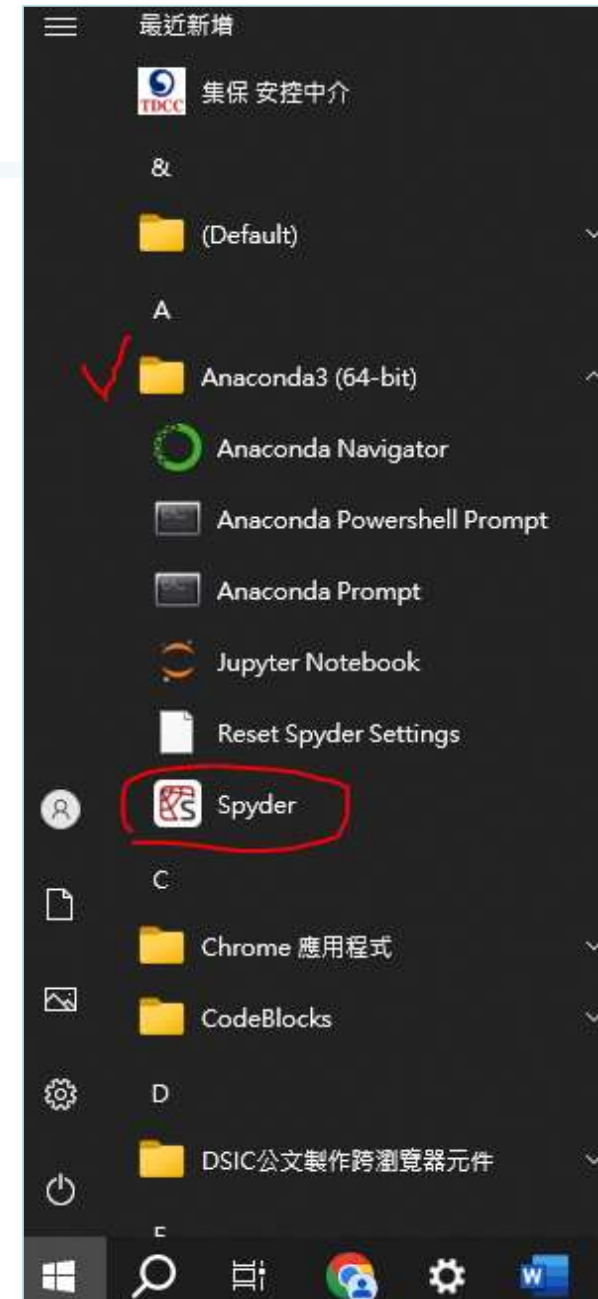 最近新增
TDCC
集保 安控中介
&
(Default)
A
Anaconda3 (64-bit)
Anaconda Navigator
Anaconda Powershell Prompt
Anaconda Prompt
Jupyter Notebook
Reset Spyder Settings
Spyder
C
Chrome 應用程式
CodeBlocks
D
DSIC公文製作跨瀏覽器元件
W